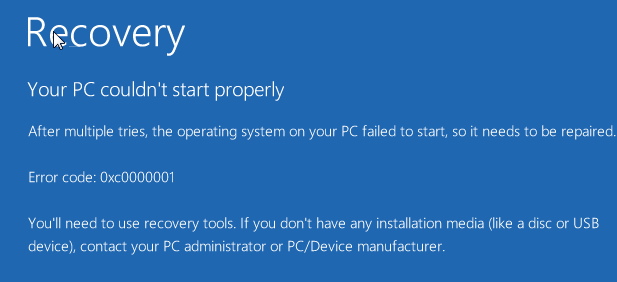 Recovery
Your PC couldn't start properly
After multiple tries, the operating system on your PC failed to start, so it needs to be repaired.
Error code: 0xc0000001
You'll need to use recovery tools. If you don't have any installation media (like a disc or USB
device), contact your PC administrator or PC/Device manufacturer.